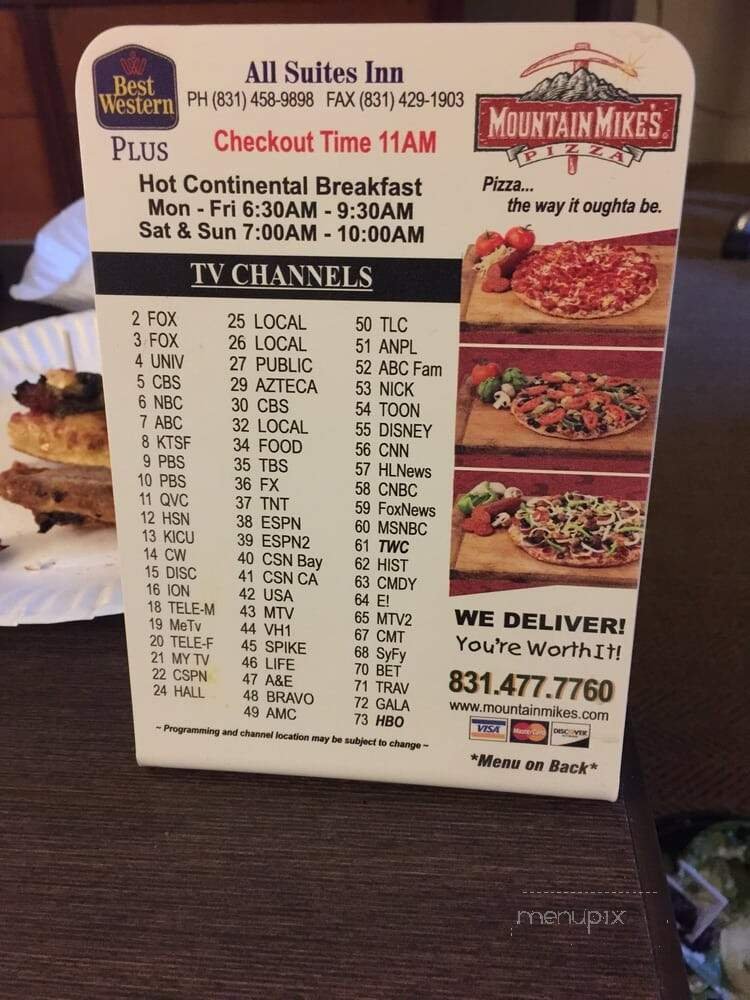 Best
Western
PLUS
All Suites Inn
PH (831) 458-9898 FAX (831) 429-1903
Checkout Time 11AM
Hot Continental Breakfast
Mon - Fri 6:30AM - 9:30AM
Sat & Sun 7:00AM - 10:00AM
MOUNTAIN MIKE'S
PIZZA
Pizza...
the way it oughta be.
TV CHANNELS
2 FOX
3 FOX
4 UNIV
5 CBS
6 NBC
7 ABC
8 KTSF
9 PBS
10 PBS
11 QVC
12 HSN
13 KICU
14 CW
15 DISC
16 ION
18 TELE-M
19 MeTv
20 TELE-F
21 MY TV
22 CSPN
24 HALL
25 LOCAL
26 LOCAL
27 PUBLIC
29 AZTECA
30 CBS
32 LOCAL
34 FOOD
35 TBS
36 FX
37 TNT
38 ESPN
39 ESPN2
40 CSN Bay
41 CSN CA
42 USA
43 MTV
44 VH1
45 SPIKE
46 LIFE
47 A&E
48 BRAVO
49 AMC
50 TLC
51 ANPL
52 ABC Fam
53 NICK
54 TOON
55 DISNEY
56 CNN
57 HLNews
58 CNBC
59 FoxNews
60 MSNBC
61 TWC
62 HIST
63 CMDY
64 E!
65 MTV2
67 CMT
68 SyFy
70 BET
71 TRAV
72 GALA
73 HBO
~ Programming and channel location may be subject to change ~
WE DELIVER!
You're Worth It!
831.477.7760
www.mountainmikes.com
VISA MasterCard DISCOVER
*Menu on Back*
menupix